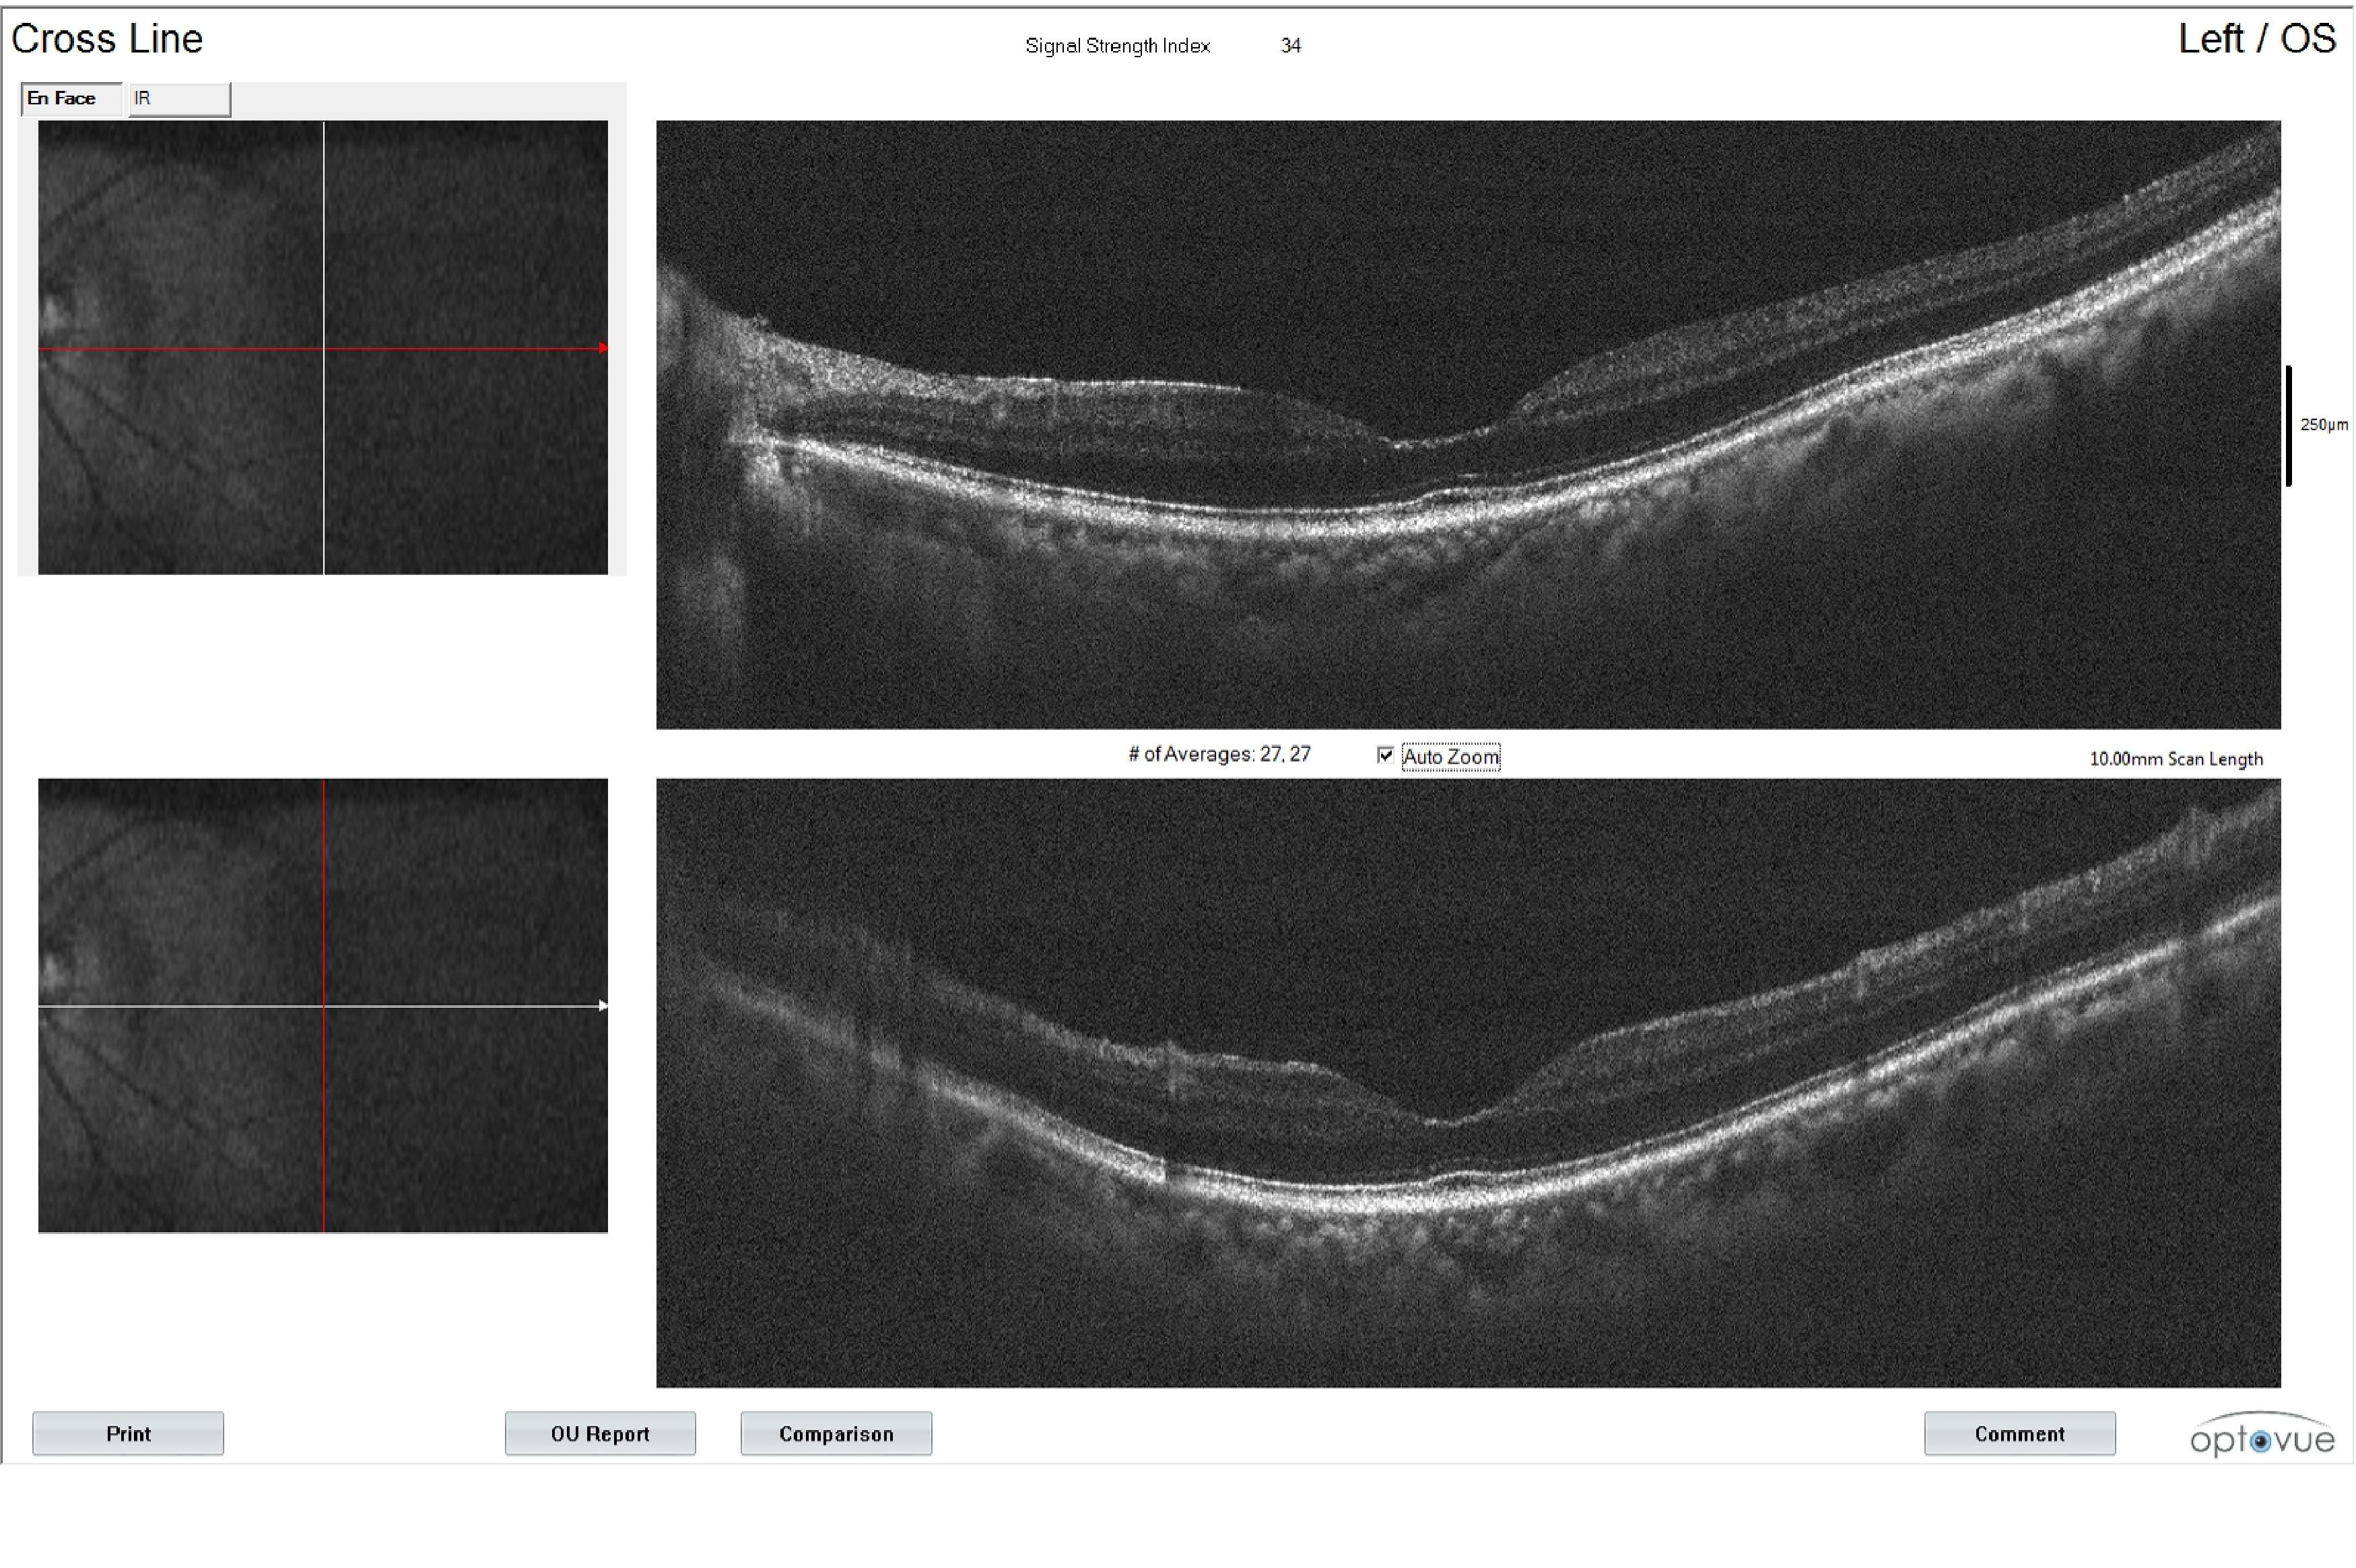 Cross Line
Signal Strength Index 34
Left / OS
En Face
IR
250µm
# of Averages: 27, 27
Auto Zoom
10.00mm Scan Length
Print
OU Report
Comparison
Comment
optovue